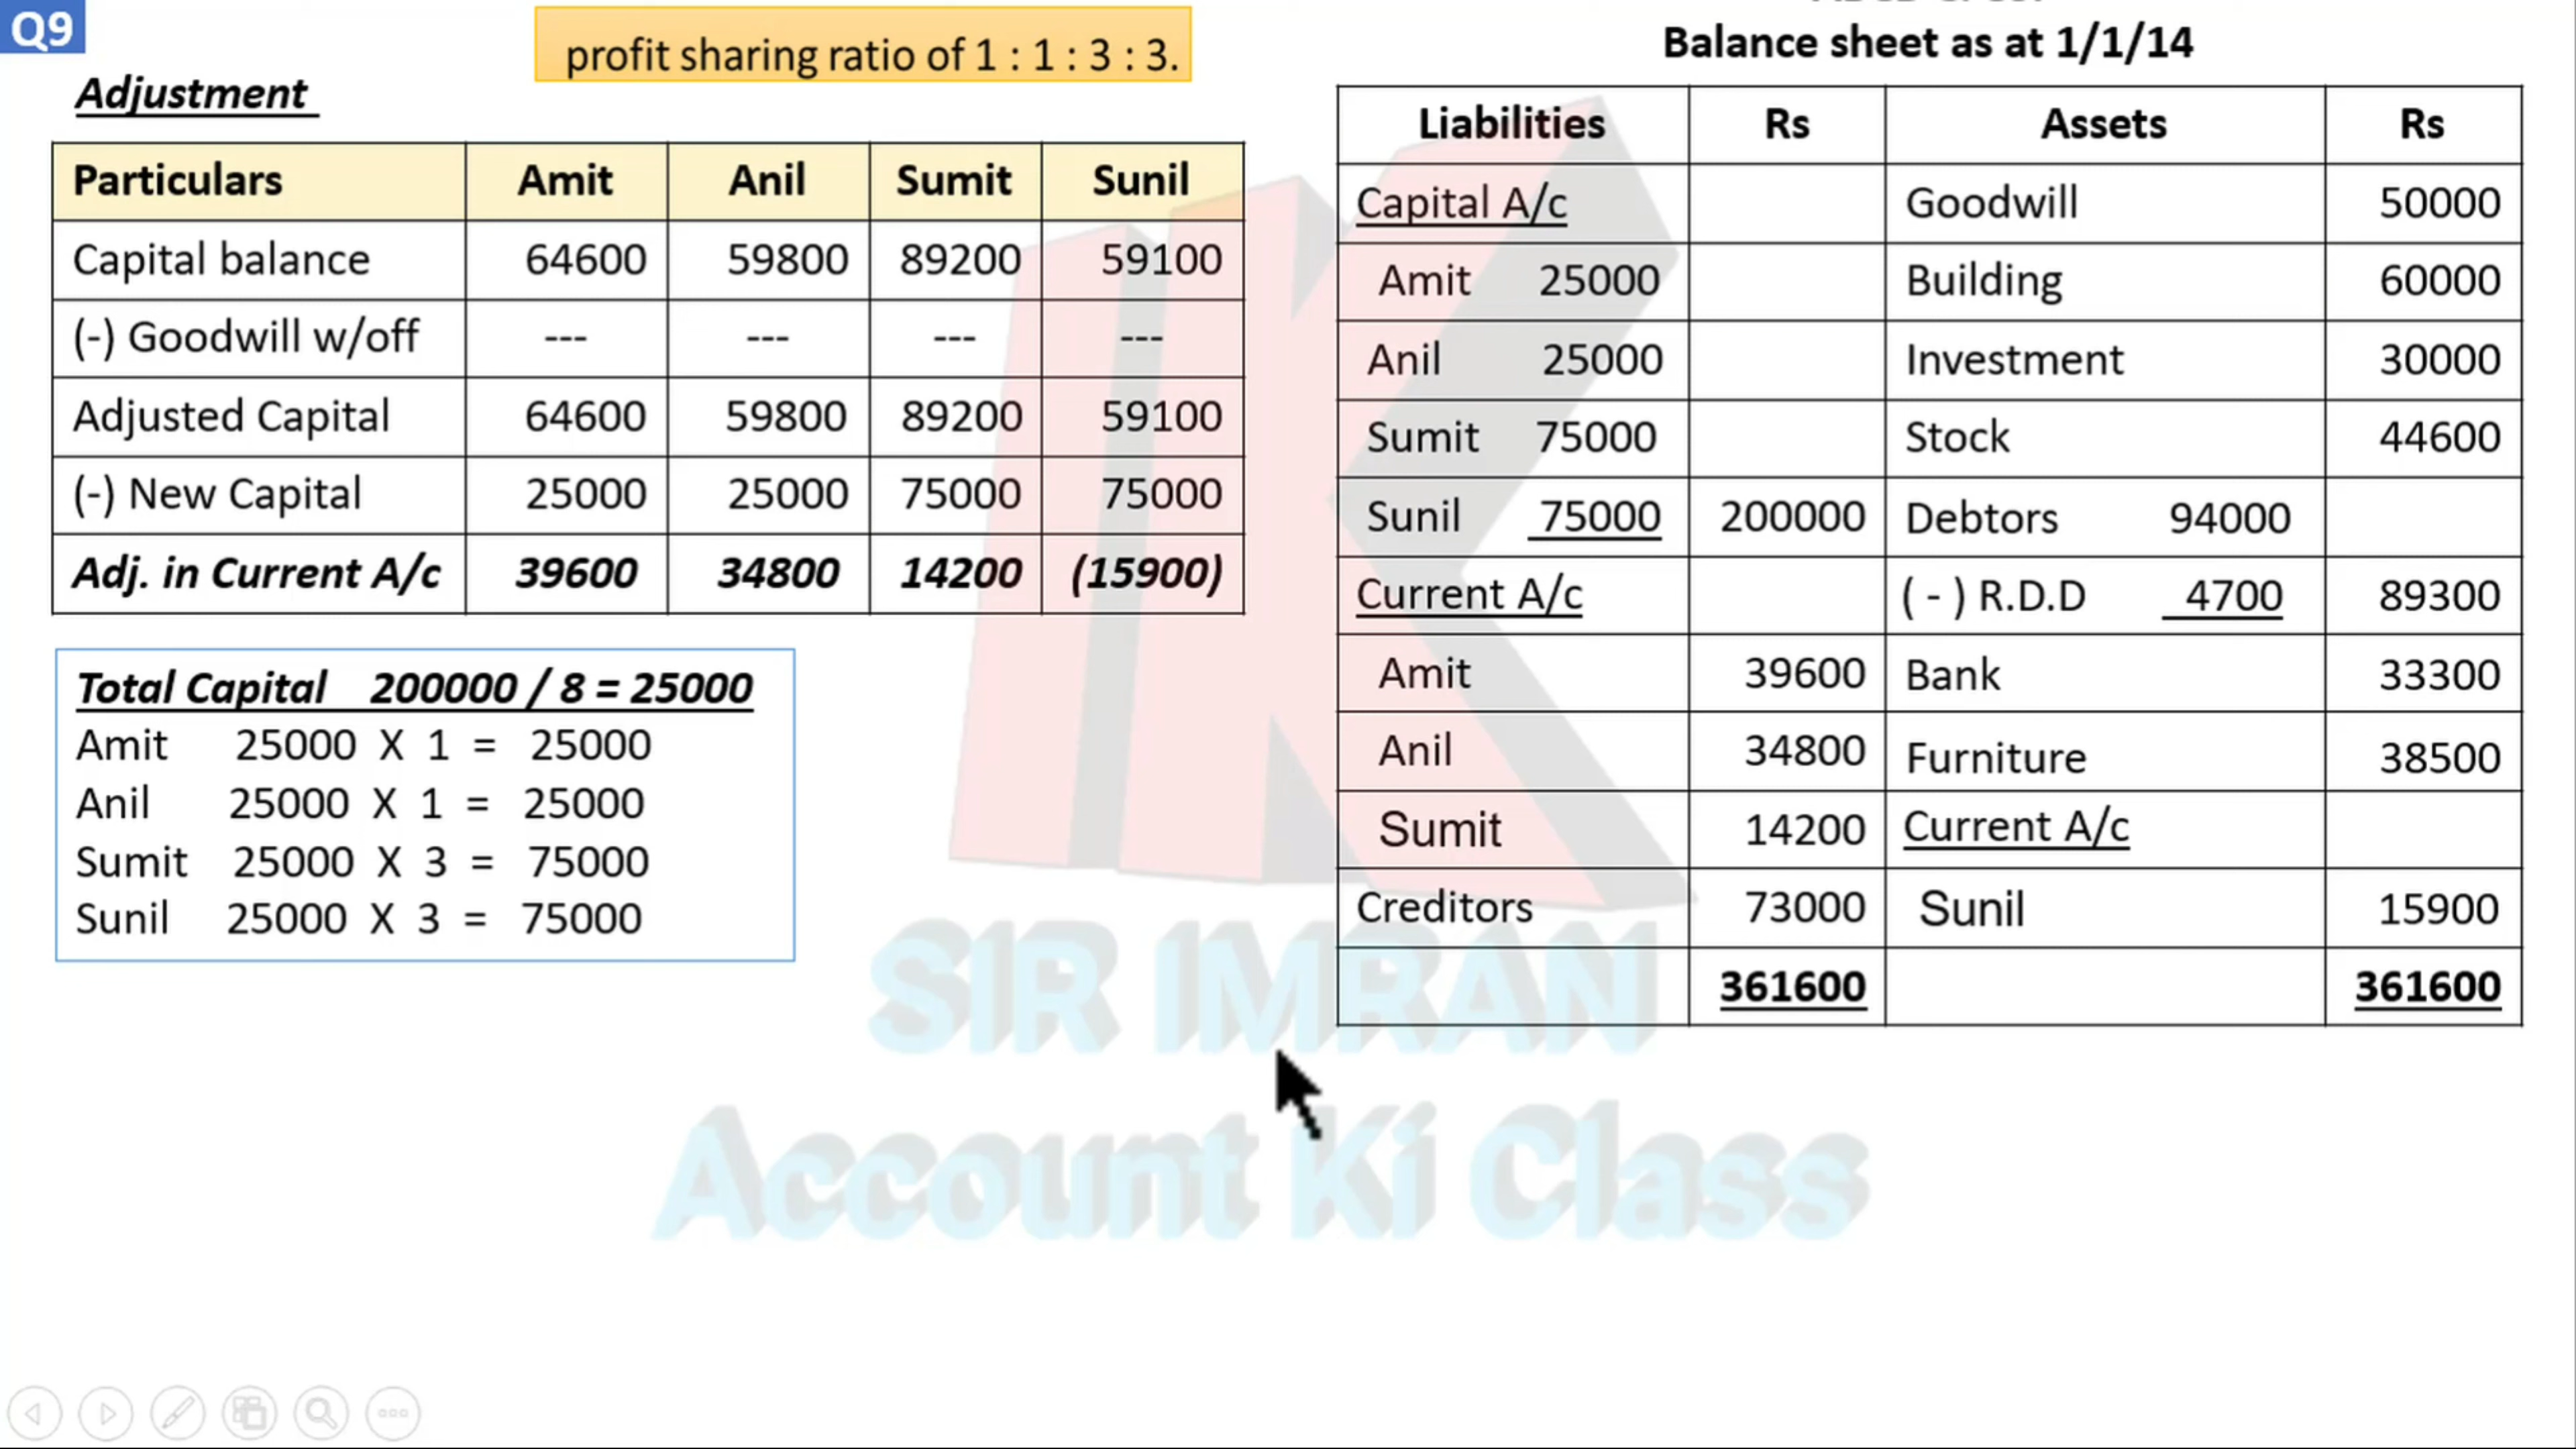 Q9
profit sharing ratio of 1 : 1 : 3 : 3.
Adjustment
Particulars Amit Anil Sumit Sunil
Capital balance 64600 59800 89200 59100
(-) Goodwill w/off --- --- --- ---
Adjusted Capital 64600 59800 89200 59100
(-) New Capital 25000 25000 75000 75000
Adj. in Current A/c 39600 34800 14200 (15900)
Total Capital 200000 / 8 = 25000
Amit 25000 X 1 = 25000
Anil 25000 X 1 = 25000
Sumit 25000 X 3 = 75000
Sunil 25000 X 3 = 75000
Balance sheet as at 1/1/14
Liabilities Rs Assets Rs
Capital A/c Goodwill 50000
Amit 25000 Building 60000
Anil 25000 Investment 30000
Sumit 75000 Stock 44600
Sunil 75000 200000 Debtors 94000
Current A/c ( - ) R.D.D 4700 89300
Amit 39600 Bank 33300
Anil 34800 Furniture 38500
Sumit 14200 Current A/c
Creditors 73000 Sunil 15900
361600 361600
SIR IMRAN
Account Ki Class